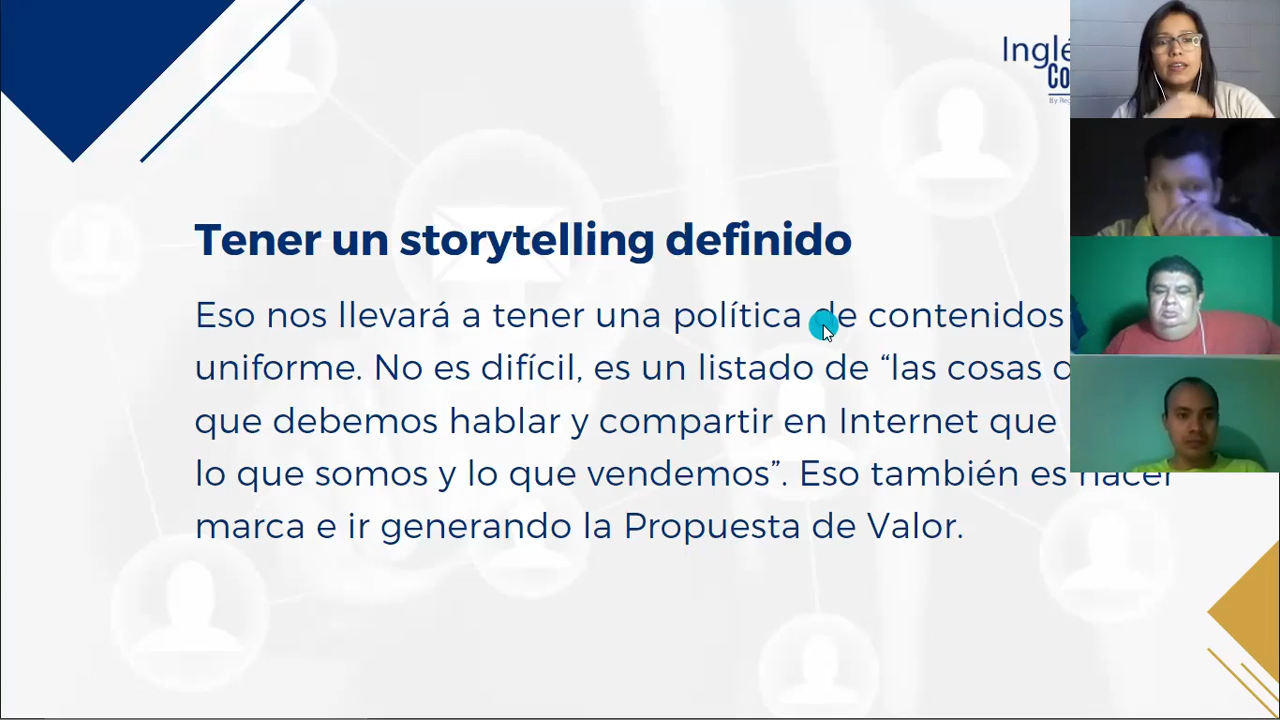 Tener un storytelling definido
Eso nos llevará a tener una política de contenidos
uniforme. No es difícil, es un listado de “las cosas
que debemos hablar y compartir en Internet que
lo que somos y lo que vendemos”. Eso también es hacer
marca e ir generando la Propuesta de Valor.